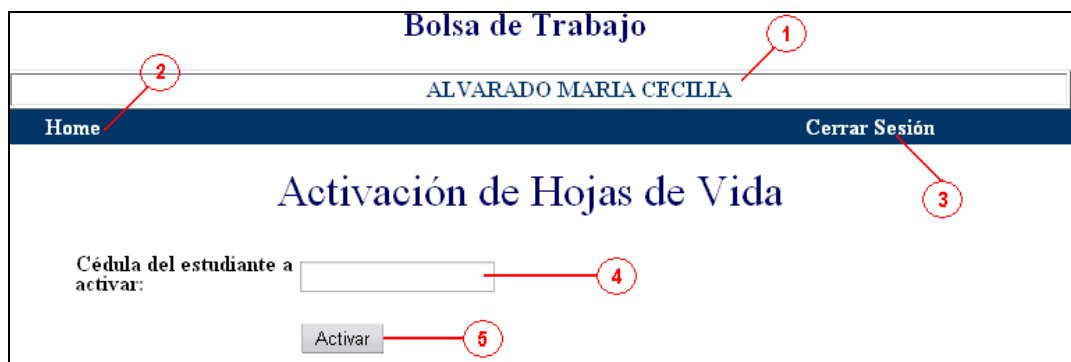 Bolsa de Trabajo
1
2
ALVARADO MARIA CECILIA
Home
Cerrar Sesión
3
Activación de Hojas de Vida
Cédula del estudiante a
activar:
4
Activar
5